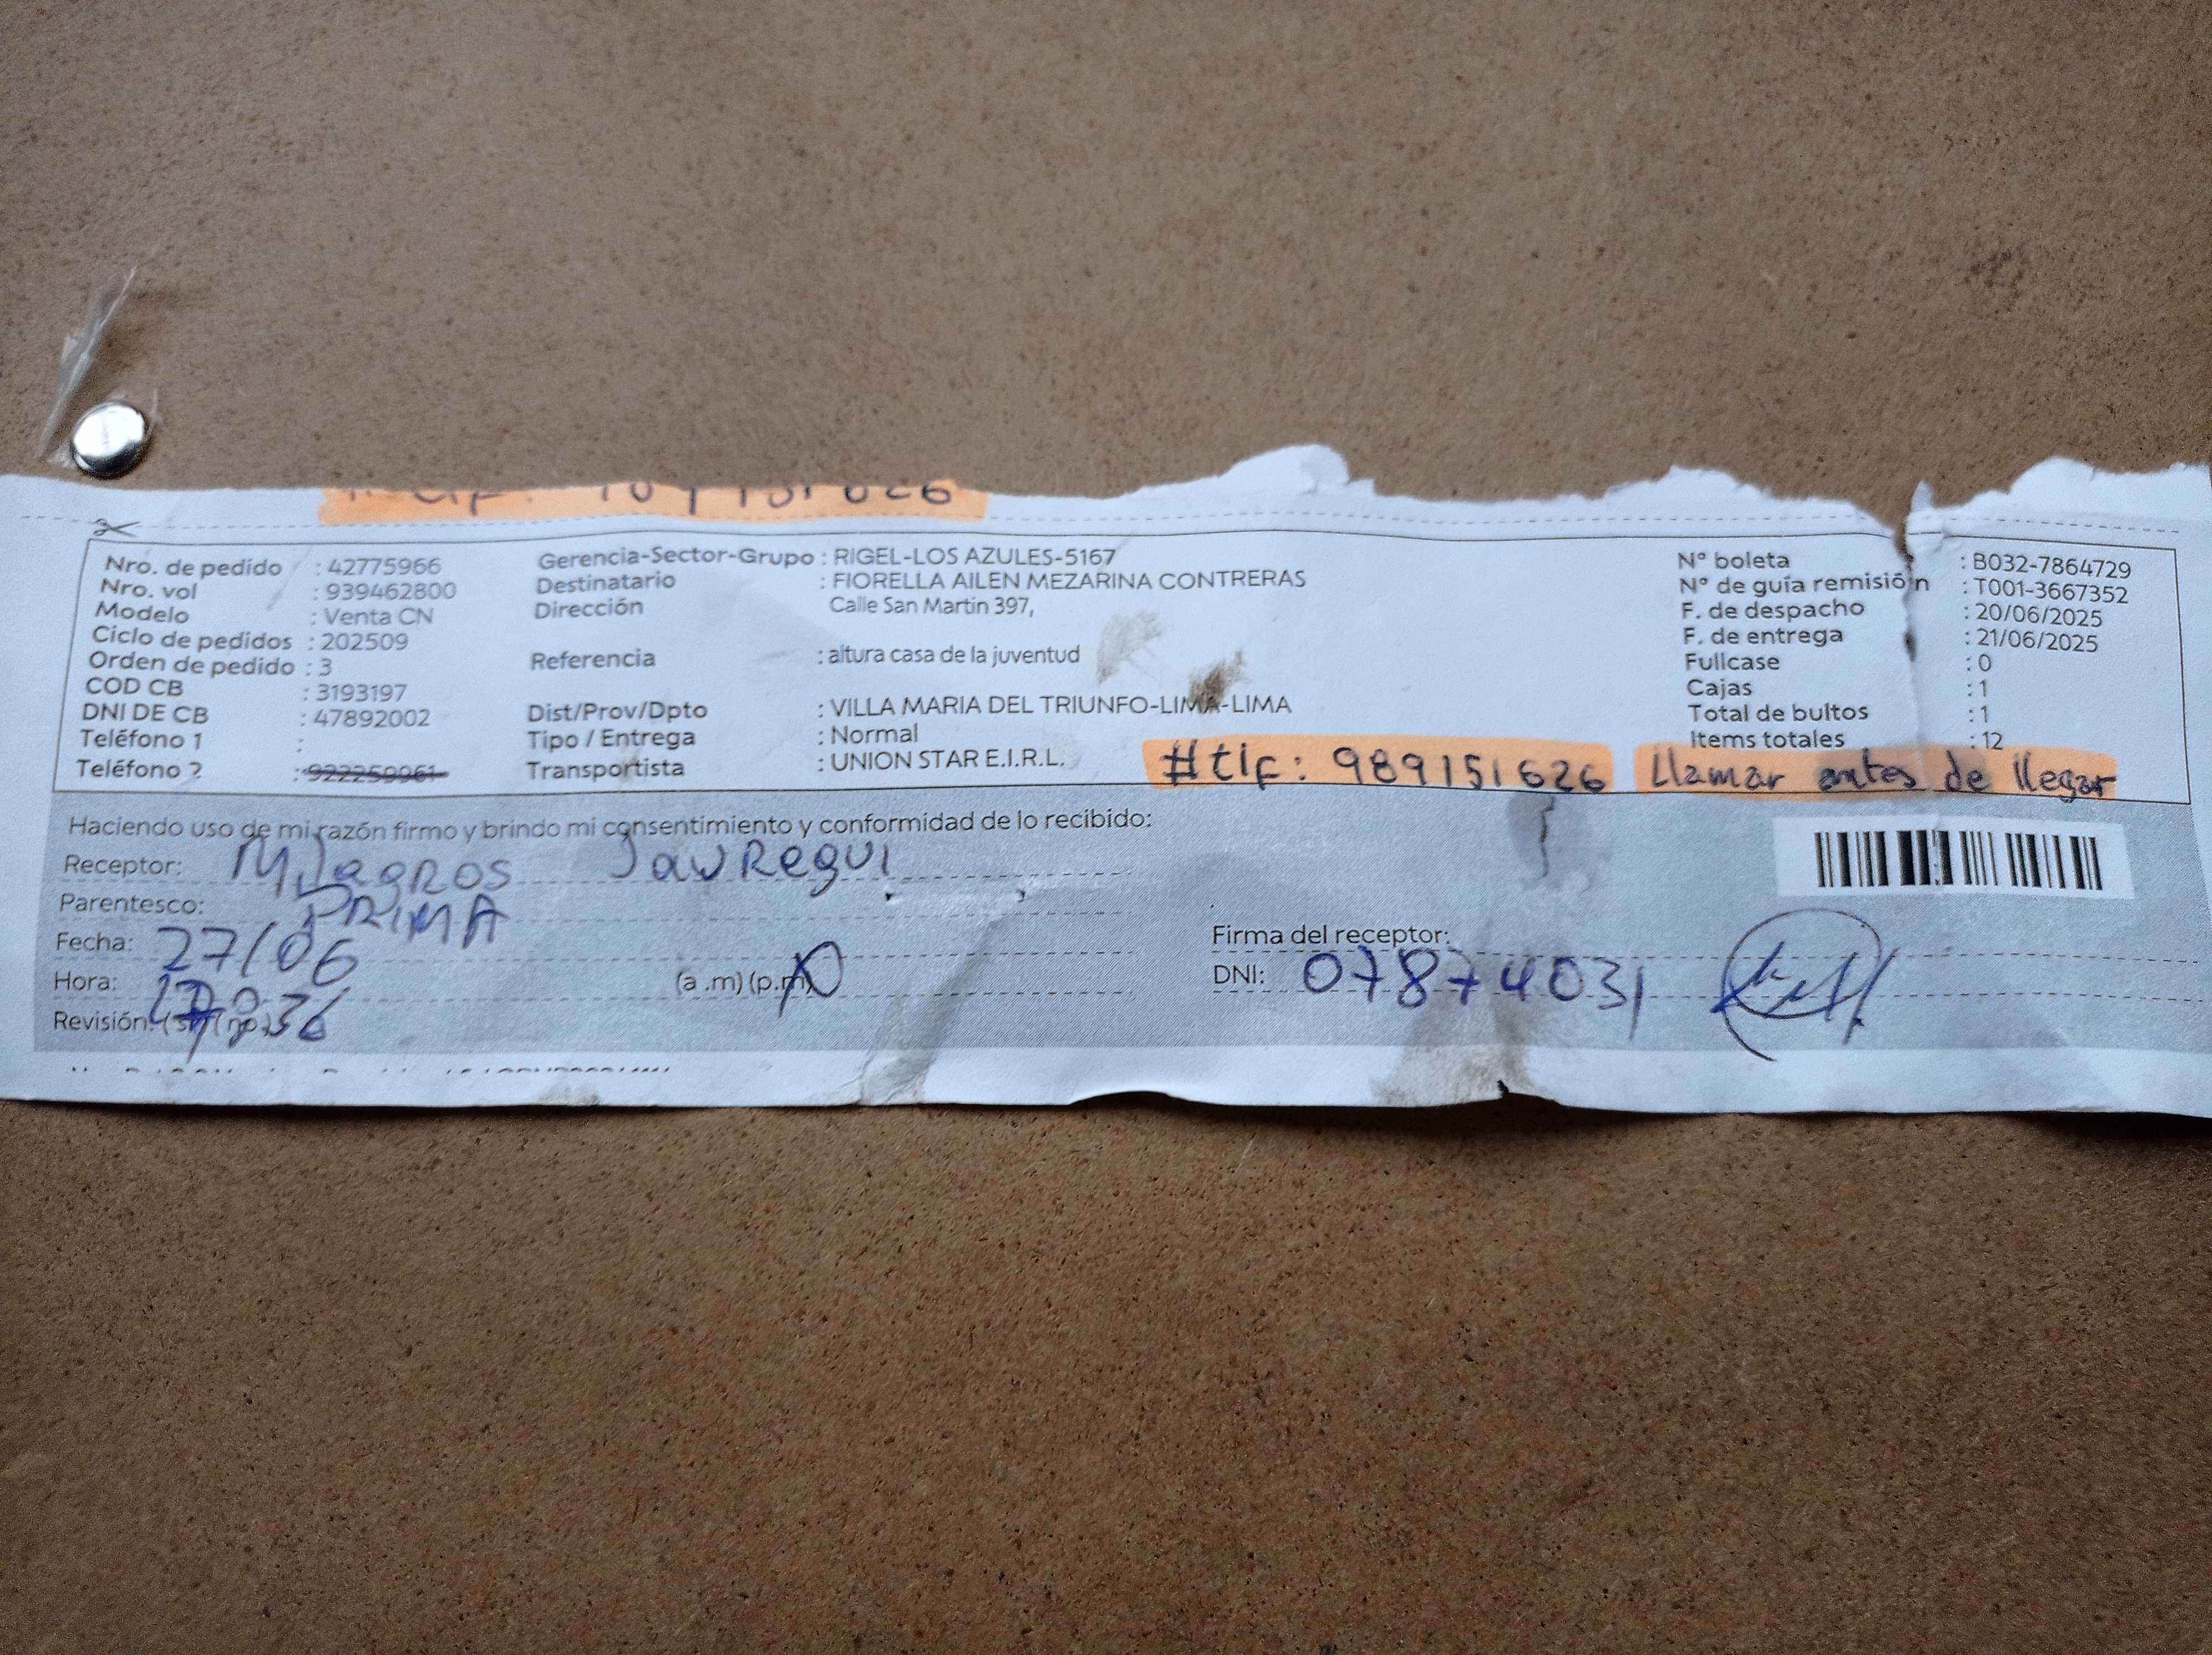 Nro. de pedido : 42775966
Nro. vol : 939462800
Modelo : Venta CN
Ciclo de pedidos : 202509
Orden de pedido : 3
COD CB : 3193197
DNI DE CB : 47892002
Teléfono 1 :
Teléfono 2 : 922259961
Gerencia-Sector-Grupo : RIGEL-LOS AZULES-5167
Destinatario : FIORELLA AILEN MEZARINA CONTRERAS
Dirección Calle San Martin 397,
Referencia : altura casa de la juventud
Dist/Prov/Dpto : VILLA MARIA DEL TRIUNFO-LIMA-LIMA
Tipo / Entrega : Normal
Transportista : UNION STAR E.I.R.L.
N° boleta : B032-7864729
N° de guía remisión : T001-3667352
F. de despacho : 20/06/2025
F. de entrega : 21/06/2025
Fullcase : 0
Cajas : 1
Total de bultos : 1
Items totales : 12
#tlf: 989151626 Llamar antes de llegar
Haciendo uso de mi razón firmo y brindo mi consentimiento y conformidad de lo recibido:
Receptor: Milagros JauRegui
Parentesco: PRIMA
Fecha: 27/06
Hora: (a .m) (p.m)
Revisión: (si) (no)
Firma del receptor:
DNI: 07874031